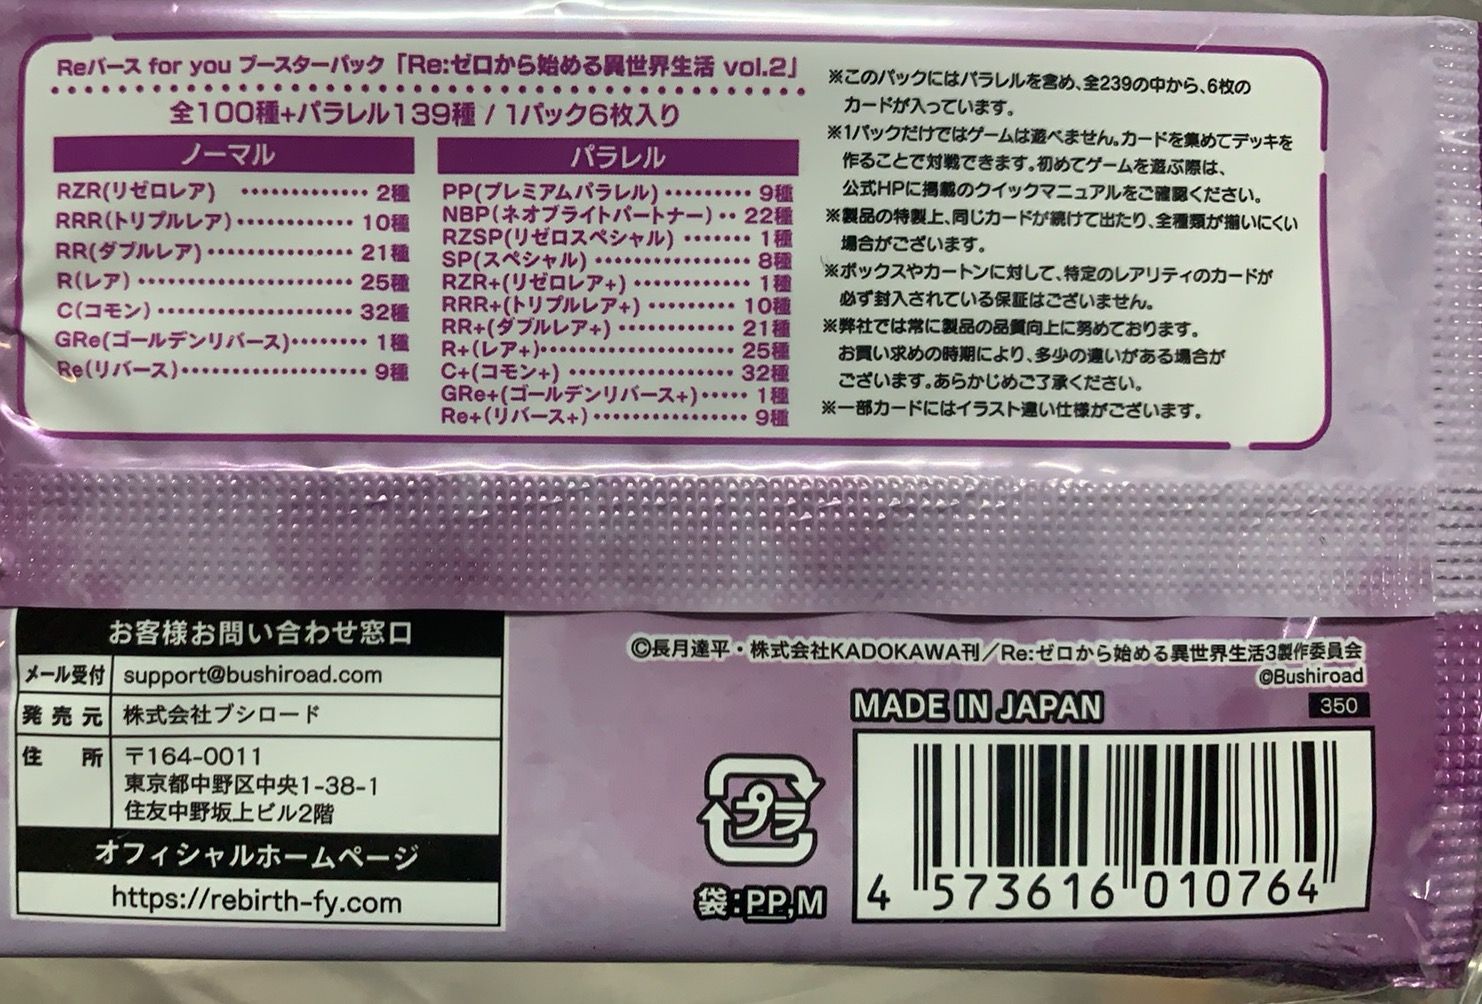 Reバース for you ブースターパック「Re:ゼロから始める異世界生活 vol.2」
全100種+パラレル139種 / 1パック6枚入り
ノーマル
RZR(リゼロレア) ・・・・・・・・・・・・・ 2種
RRR(トリプルレア)・・・・・・・・・・・・ 10種
RR(ダブルレア)・・・・・・・・・・・・・・・ 21種
R(レア)・・・・・・・・・・・・・・・・・・・・・・ 25種
C(コモン)・・・・・・・・・・・・・・・・・・・・ 32種
GRe(ゴールデンリバース)・・・・・・・・ 1種
Re(リバース)・・・・・・・・・・・・・・・・・・・ 9種
パラレル
PP(プレミアムパラレル)・・・・・・・・・ 9種
NBP(ネオブライトパートナー)・・ 22種
RZSP(リゼロスペシャル)・・・・・・・ 1種
SP(スペシャル)・・・・・・・・・・・・・・・・ 8種
RZR+(リゼロレア+)・・・・・・・・・・・・ 1種
RRR+(トリプルレア+)・・・・・・・・・ 10種
RR+(ダブルレア+)・・・・・・・・・・・・ 21種
R+(レア+)・・・・・・・・・・・・・・・・・・・・ 25種
C+(コモン+)・・・・・・・・・・・・・・・・・ 32種
GRe+(ゴールデンリバース+)・・・・・ 1種
Re+(リバース+)・・・・・・・・・・・・・・・・ 9種
※このパックにはパラレルを含め、全239の中から、6枚の
カードが入っています。
※1パックだけではゲームは遊べません。カードを集めてデッキを
作ることで対戦できます。初めてゲームを遊ぶ際は、
公式HPに掲載のクイックマニュアルをご確認ください。
※製品の特製上、同じカードが続けて出たり、全種類が揃いにくい
場合がございます。
※ボックスやカートンに対して、特定のレアリティのカードが
必ず封入されている保証はございません。
※弊社では常に製品の品質向上に努めております。
お買い求めの時期により、多少の違いがある場合が
ございます。あらかじめご了承ください。
※一部カードにはイラスト違い仕様がございます。
お客様お問い合わせ窓口
メール受付 support@bushiroad.com
発売元 株式会社ブシロード
住所 〒164-0011
東京都中野区中央1-38-1
住友中野坂上ビル2階
オフィシャルホームページ
https://rebirth-fy.com
©長月達平・株式会社KADOKAWA刊／Re:ゼロから始める異世界生活3製作委員会
©Bushiroad
MADE IN JAPAN
350
プラ
袋:PP,M
4 573616 010764